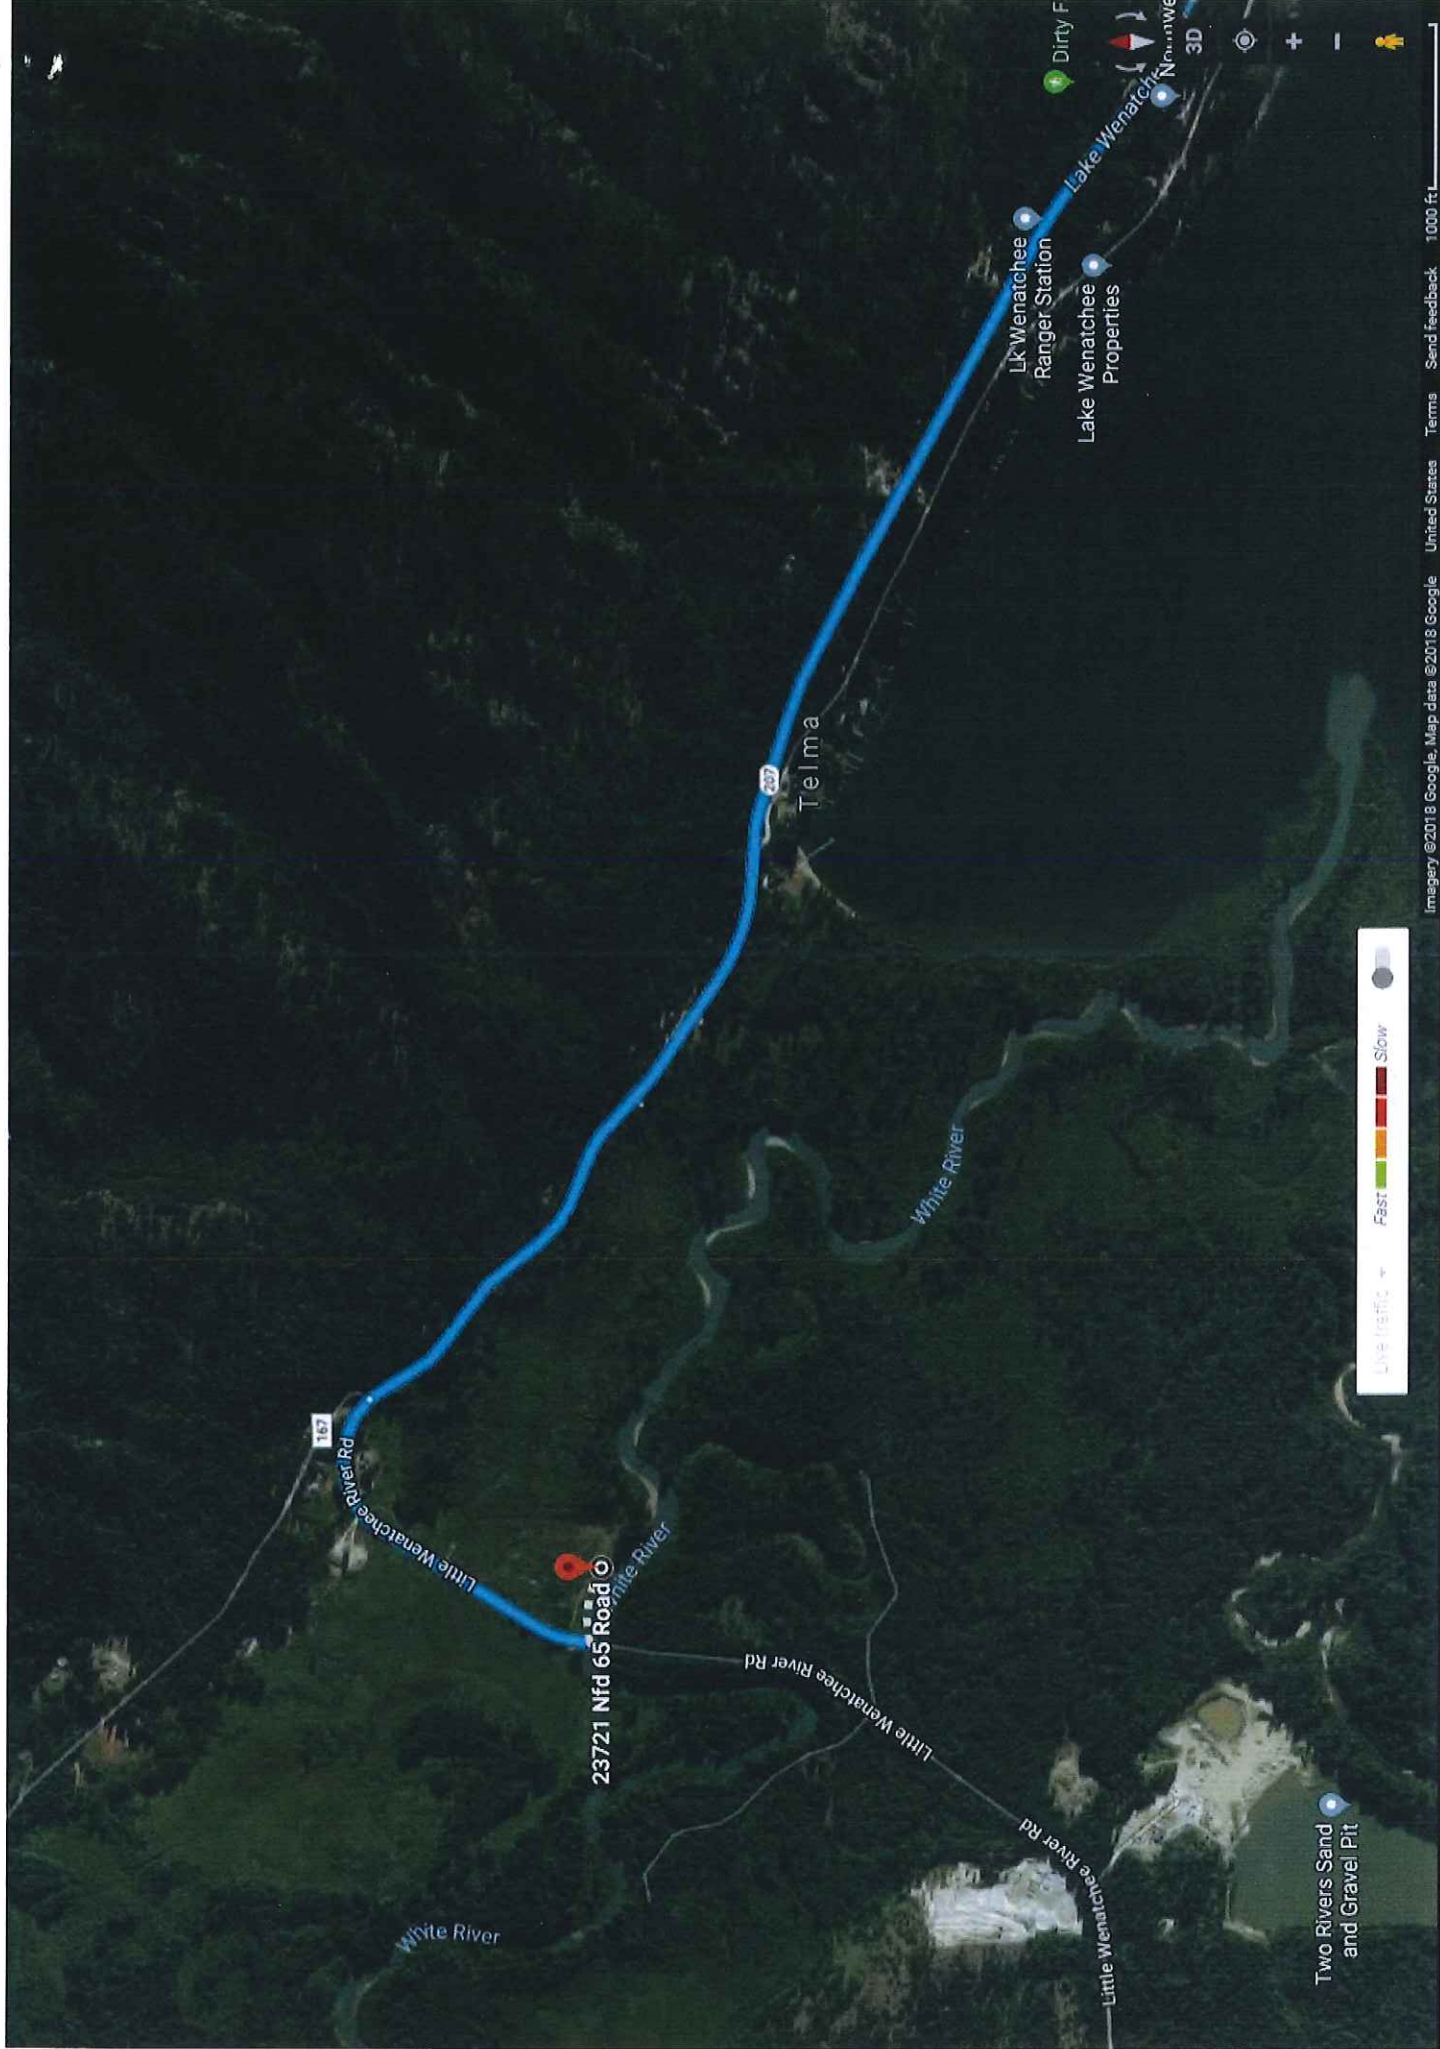 Dirty F
3D
Lake Wenatch
Lk Wenatchee
Ranger Station
Lake Wenatchee
Properties
207
Telma
167
Little Wenatchee River Rd
White River
23721 Nfd 65 Road
White River
Little Wenatchee River Rd
Little Wenatchee River Rd
White River
Little Wenatchee
Two Rivers Sand
and Gravel Pit
Live traffic Fast Slow
Imagery ©2018 Google, Map data ©2018 Google United States Terms Send feedback 1000 ft